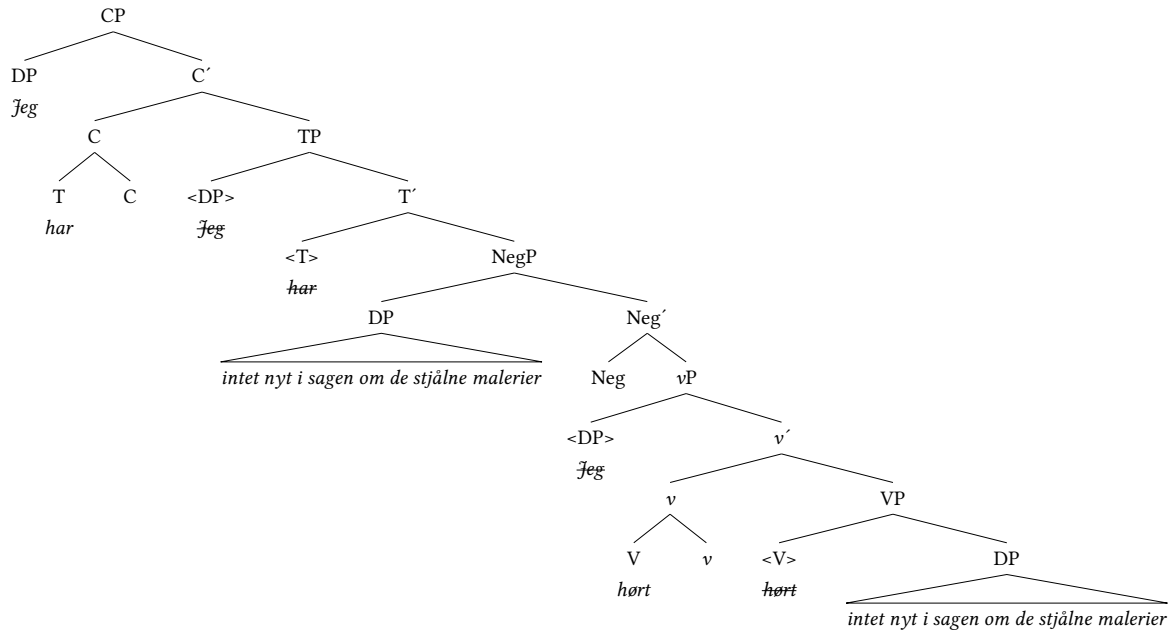 CP
DP C´
Jeg
C TP
T C <DP> T´
har Jeg
<T> NegP
har
DP Neg´
intet nyt i sagen om de stjålne malerier Neg vP
<DP> v´
Jeg
v VP
V v <V> DP
hørt hørt
intet nyt i sagen om de stjålne malerier